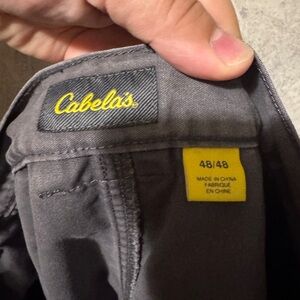 Cabela's
48/48
MADE IN CHINA
FABRIQUÉ
EN CHINE